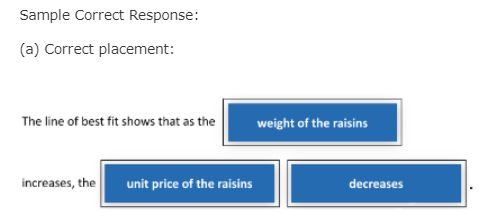 Sample Correct Response:
(a) Correct placement:
The line of best fit shows that as the weight of the raisins
increases, the unit price of the raisins decreases .